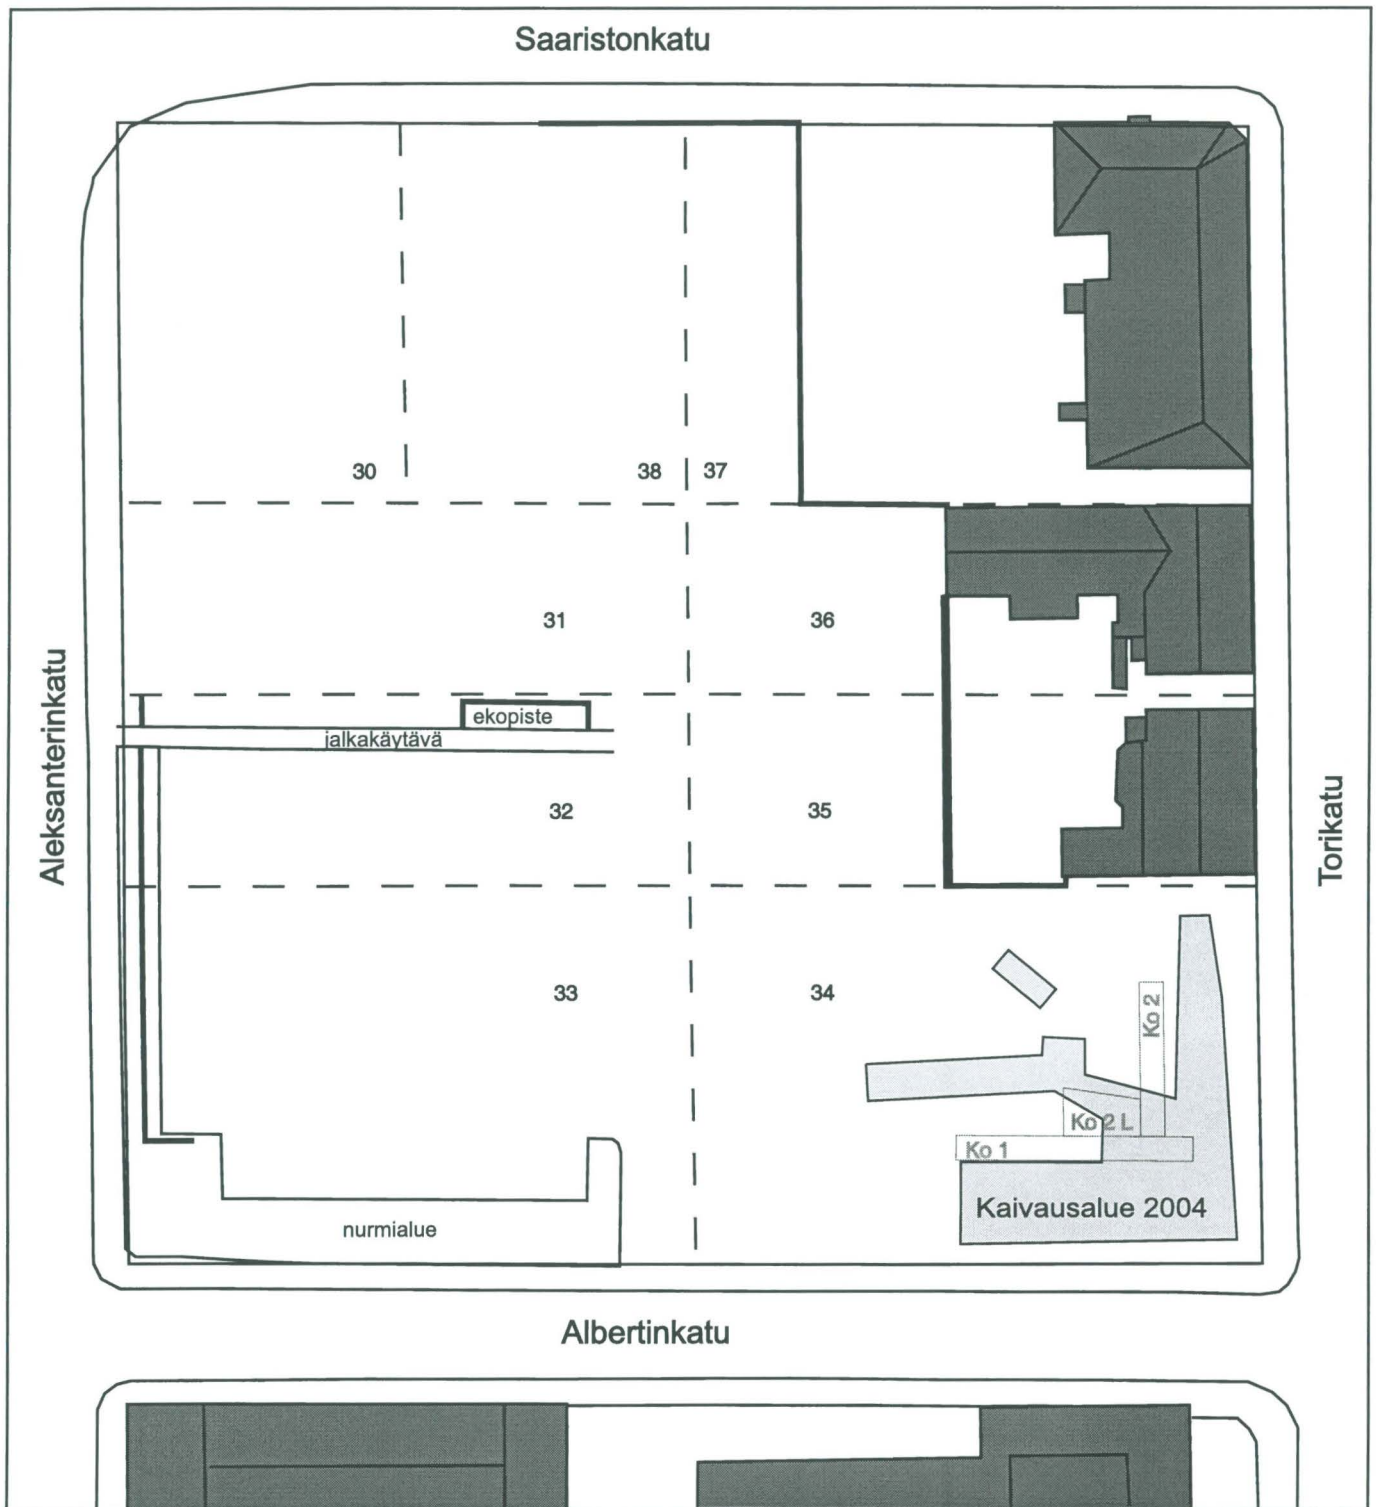 Saaristonkatu
30
38
37
31
36
Aleksanterinkatu
ekopiste
jalkakäytävä
32
35
Torikatu
33
34
Ko 2
Ko 2 L
Ko 1
Kaivausalue 2004
nurmialue
Albertinkatu